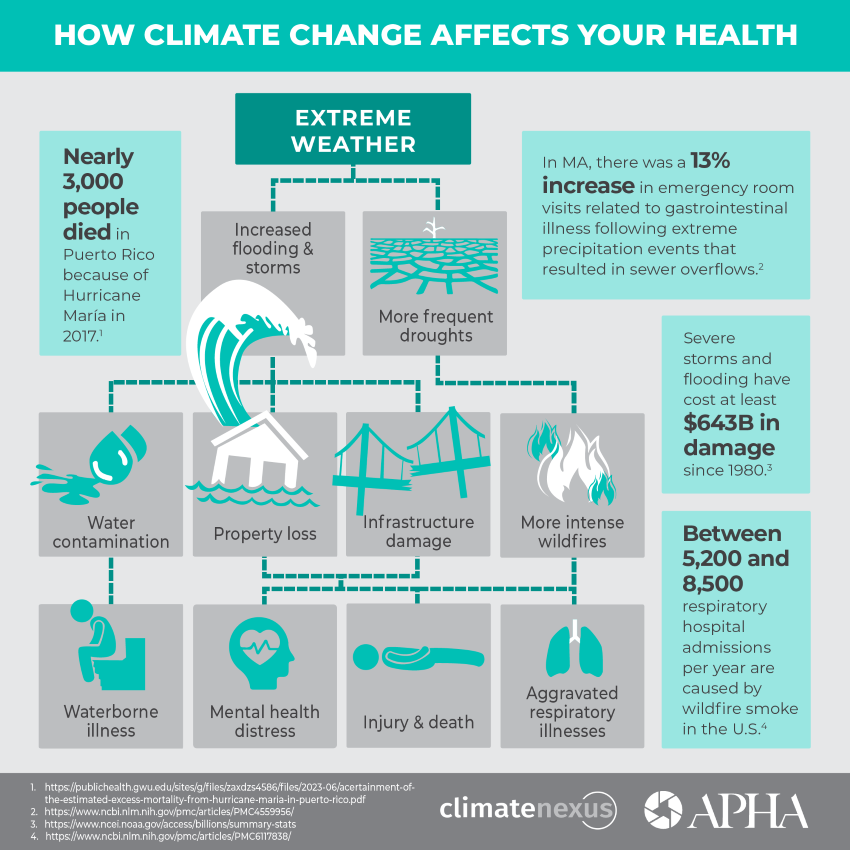 HOW CLIMATE CHANGE AFFECTS YOUR HEALTH
EXTREME
WEATHER
Nearly
3,000
people
died in
Puerto Rico
because of
Hurricane
María in
2017.¹
Increased
flooding &
storms
More frequent
droughts
In MA, there was a 13%
increase in emergency room
visits related to gastrointestinal
illness following extreme
precipitation events that
resulted in sewer overflows.²
Severe
storms and
flooding have
cost at least
$643B in
damage
since 1980.³
Water
contamination
Property loss
Infrastructure
damage
More intense
wildfires
Between
5,200 and
8,500
respiratory
hospital
admissions
per year are
caused by
wildfire smoke
in the U.S.⁴
Waterborne
illness
Mental health
distress
Injury & death
Aggravated
respiratory
illnesses
1. https://publichealth.gwu.edu/sites/g/files/zaxdzs4586/files/2023-06/acertainment-of-
the-estimated-excess-mortality-from-hurricane-maria-in-puerto-rico.pdf
2. https://www.ncbi.nlm.nih.gov/pmc/articles/PMC4559956/
3. https://www.ncei.noaa.gov/access/billions/summary-stats
4. https://www.ncbi.nlm.nih.gov/pmc/articles/PMC6117838/
climatenexus
APHA